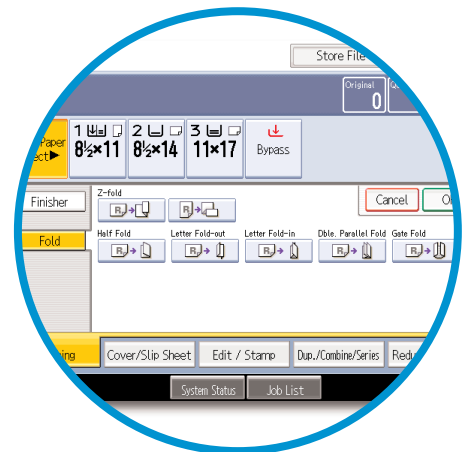 Store File
Original
0
Paper
ect▶
1 2 3
8½×11 8½×14 11×17 Bypass
Finisher
Z-fold
R R
Cancel O
Fold
Half Fold Letter Fold-out Letter Fold-in Dble. Parallel Fold Gate Fold
R R R R R
ing Cover/Slip Sheet Edit / Stamp Dup./Combine/Series Redu
System Status Job List